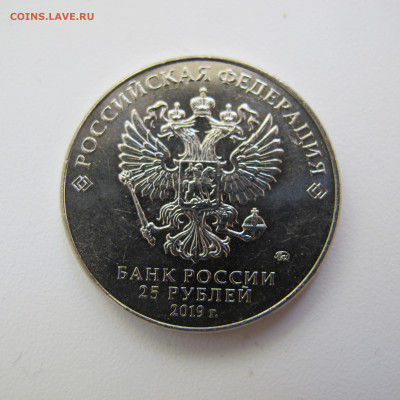 COINS.LAVE.RU
РОССИЙСКАЯ ФЕДЕРАЦИЯ
БАНК РОССИИ
25 РУБЛЕЙ
2019 г.